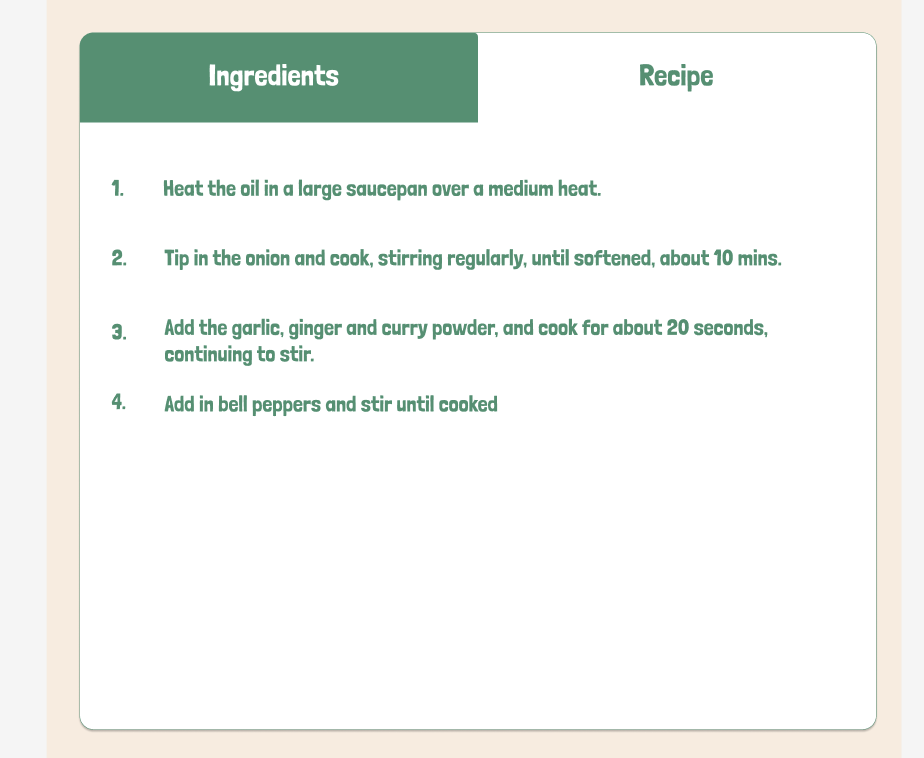 Ingredients
Recipe
1. Heat the oil in a large saucepan over a medium heat.
2. Tip in the onion and cook, stirring regularly, until softened, about 10 mins.
3. Add the garlic, ginger and curry powder, and cook for about 20 seconds,
continuing to stir.
4. Add in bell peppers and stir until cooked